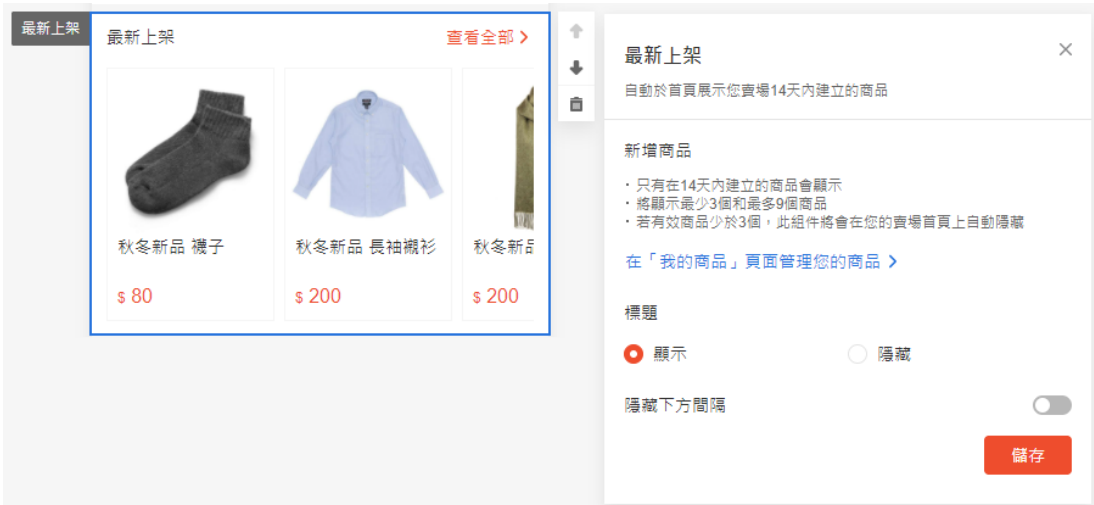 最新上架
最新上架
查看全部
秋冬新品 襪子
$ 80
秋冬新品 長袖襯衫
$ 200
秋冬新品
$ 200
最新上架
自動於首頁展示您賣場14天內建立的商品
新增商品
・只有在14天內建立的商品會顯示
・將顯示最少3個和最多9個商品
・若有效商品少於3個，此組件將會在您的賣場首頁上自動隱藏
在「我的商品」頁面管理您的商品
標題
顯示
隱藏
隱藏下方間隔
儲存